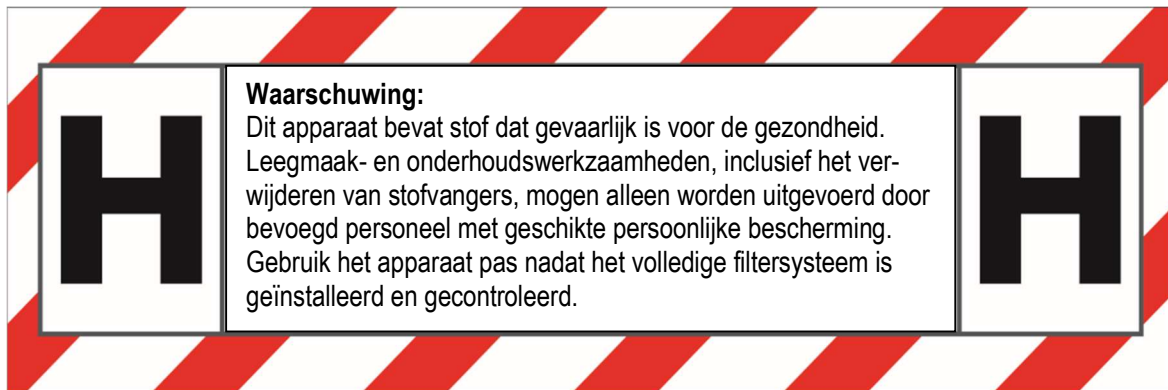 H
Waarschuwing:
Dit apparaat bevat stof dat gevaarlijk is voor de gezondheid.
Leegmaak- en onderhoudswerkzaamheden, inclusief het ver-
wijderen van stofvangers, mogen alleen worden uitgevoerd door
bevoegd personeel met geschikte persoonlijke bescherming.
Gebruik het apparaat pas nadat het volledige filtersysteem is
geïnstalleerd en gecontroleerd.
H